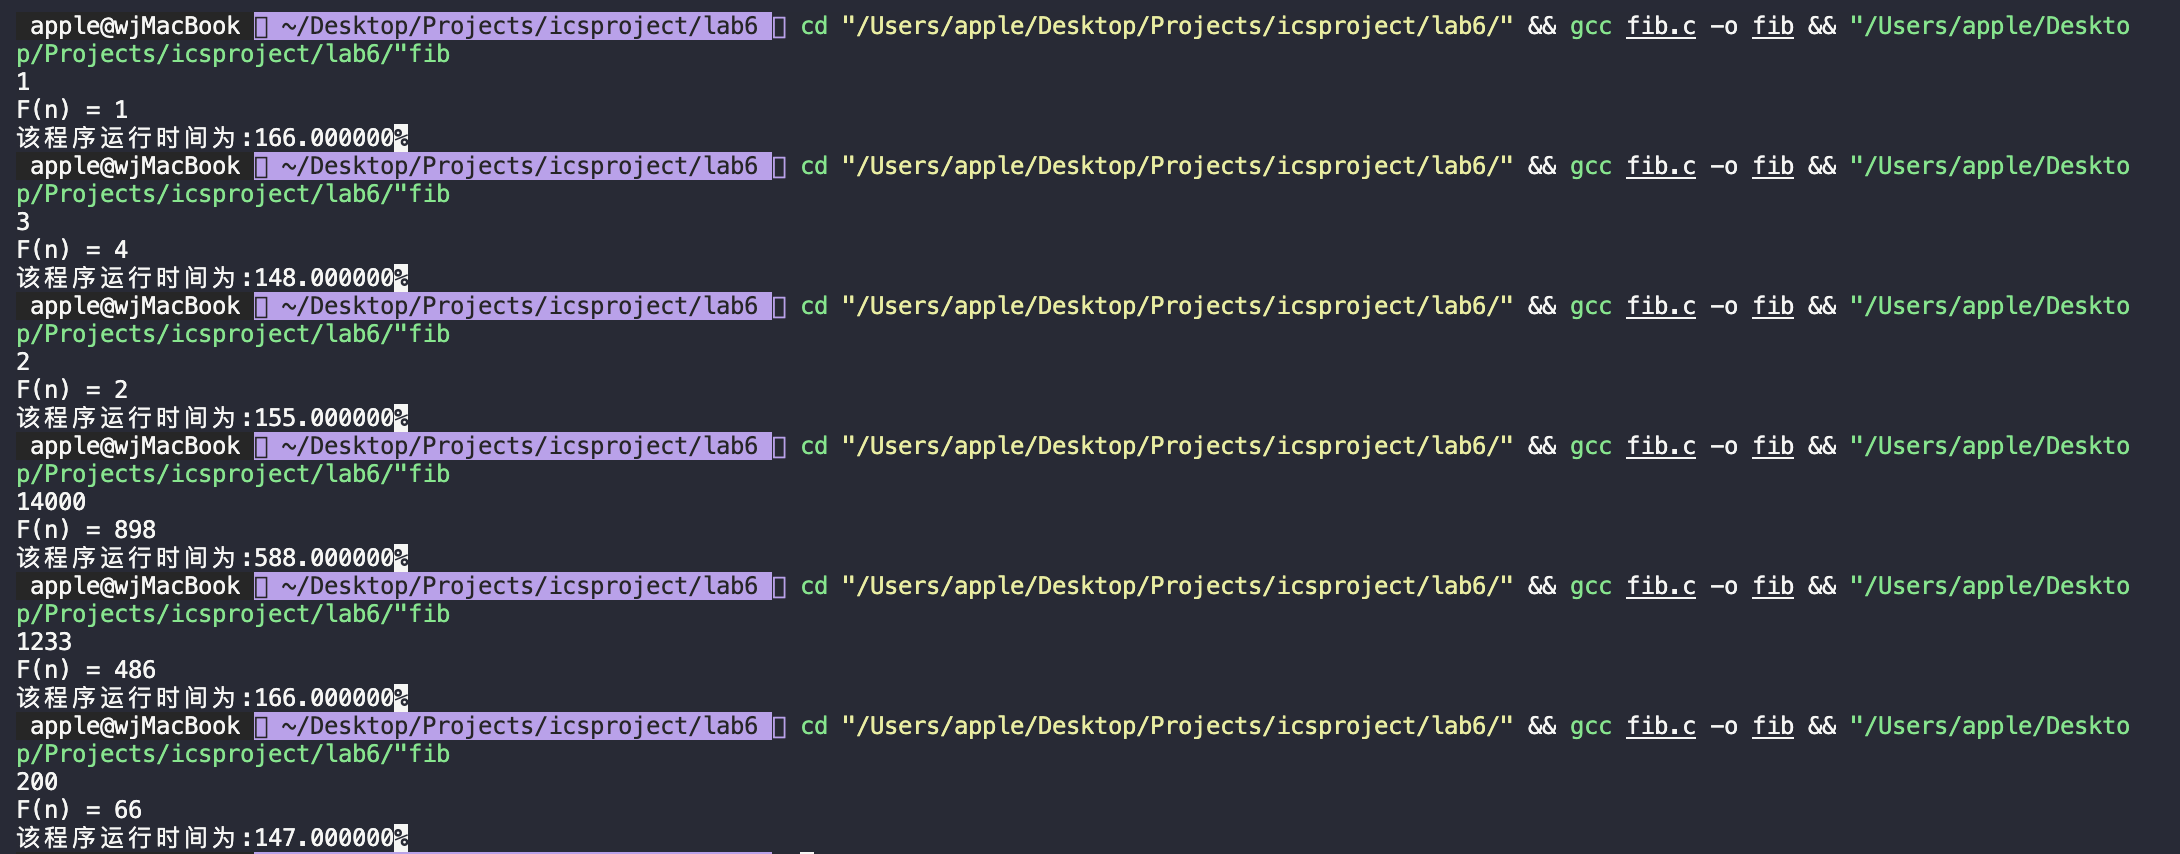 apple@wjMacBook ~/Desktop/Projects/icsproject/lab6 cd "/Users/apple/Desktop/Projects/icsproject/lab6/" && gcc fib.c -o fib && "/Users/apple/Deskto
p/Projects/icsproject/lab6/"fib
1
F(n) = 1
该程序运行时间为:166.000000%
apple@wjMacBook ~/Desktop/Projects/icsproject/lab6 cd "/Users/apple/Desktop/Projects/icsproject/lab6/" && gcc fib.c -o fib && "/Users/apple/Deskto
p/Projects/icsproject/lab6/"fib
3
F(n) = 4
该程序运行时间为:148.000000%
apple@wjMacBook ~/Desktop/Projects/icsproject/lab6 cd "/Users/apple/Desktop/Projects/icsproject/lab6/" && gcc fib.c -o fib && "/Users/apple/Deskto
p/Projects/icsproject/lab6/"fib
2
F(n) = 2
该程序运行时间为:155.000000%
apple@wjMacBook ~/Desktop/Projects/icsproject/lab6 cd "/Users/apple/Desktop/Projects/icsproject/lab6/" && gcc fib.c -o fib && "/Users/apple/Deskto
p/Projects/icsproject/lab6/"fib
14000
F(n) = 898
该程序运行时间为:588.000000%
apple@wjMacBook ~/Desktop/Projects/icsproject/lab6 cd "/Users/apple/Desktop/Projects/icsproject/lab6/" && gcc fib.c -o fib && "/Users/apple/Deskto
p/Projects/icsproject/lab6/"fib
1233
F(n) = 486
该程序运行时间为:166.000000%
apple@wjMacBook ~/Desktop/Projects/icsproject/lab6 cd "/Users/apple/Desktop/Projects/icsproject/lab6/" && gcc fib.c -o fib && "/Users/apple/Deskto
p/Projects/icsproject/lab6/"fib
200
F(n) = 66
该程序运行时间为:147.000000%